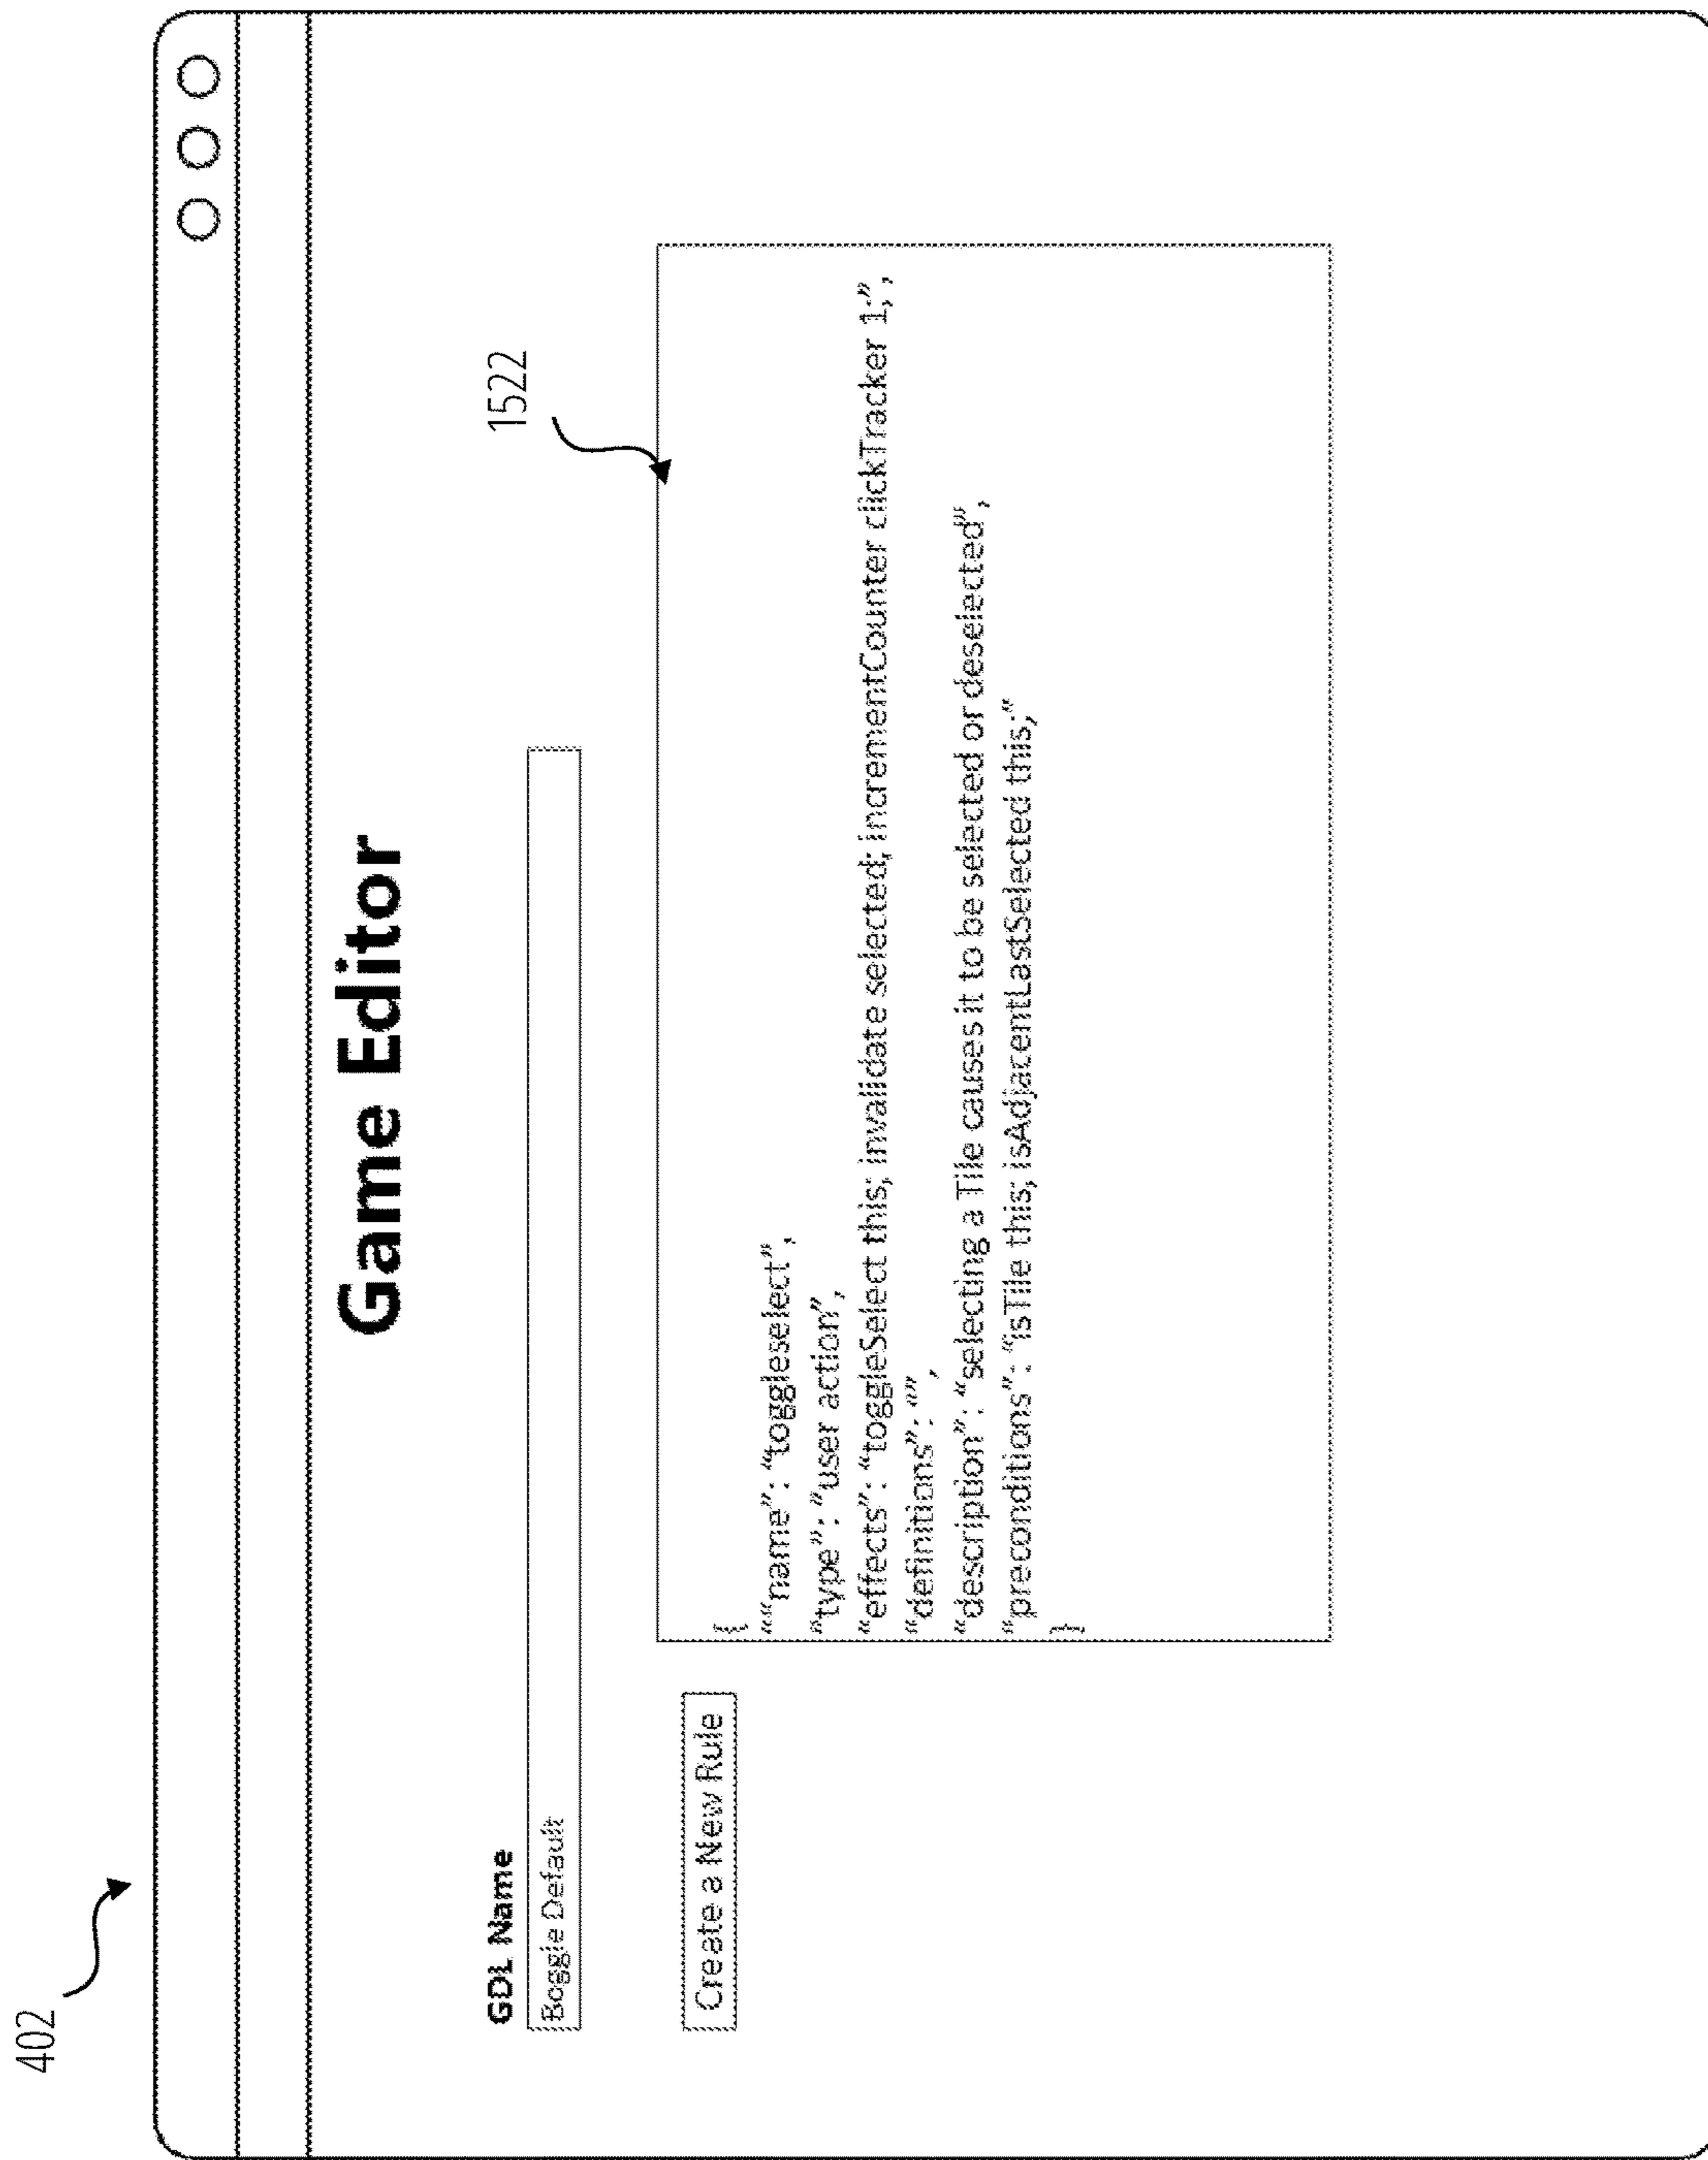 402
Game Editor
GDL Name
Boggie Default
1522
Create a New Rule
{
““name”: “toggleselect”,
“type”: “user action”,
“effects”: “toggleSelect this; invalidate selected; incrementCounter clickTracker 1;”,
“definitions”: “”,
“description”: “selecting a Tile causes it to be selected or deselected”,
“preconditions”: “isTile this; isAdjacentLastSelected this;”
}